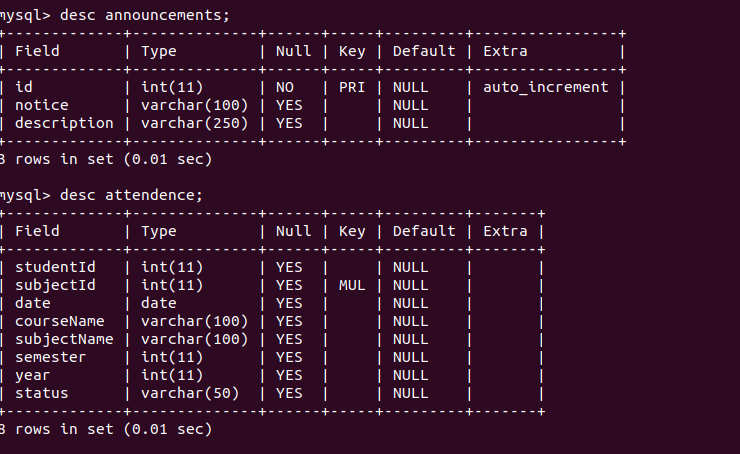 mysql> desc announcements;
+-------------+--------------+------+-----+---------+----------------+
| Field       | Type         | Null | Key | Default | Extra          |
+-------------+--------------+------+-----+---------+----------------+
| id          | int(11)      | NO   | PRI | NULL    | auto_increment |
| notice      | varchar(100) | YES  |     | NULL    |                |
| description | varchar(250) | YES  |     | NULL    |                |
+-------------+--------------+------+-----+---------+----------------+
3 rows in set (0.01 sec)
mysql> desc attendence;
+-------------+--------------+------+-----+---------+-------+
| Field       | Type         | Null | Key | Default | Extra |
+-------------+--------------+------+-----+---------+-------+
| studentId   | int(11)      | YES  |     | NULL    |       |
| subjectId   | int(11)      | YES  | MUL | NULL    |       |
| date        | date         | YES  |     | NULL    |       |
| courseName  | varchar(100) | YES  |     | NULL    |       |
| subjectName | varchar(100) | YES  |     | NULL    |       |
| semester    | int(11)      | YES  |     | NULL    |       |
| year        | int(11)      | YES  |     | NULL    |       |
| status      | varchar(50)  | YES  |     | NULL    |       |
+-------------+--------------+------+-----+---------+-------+
8 rows in set (0.01 sec)